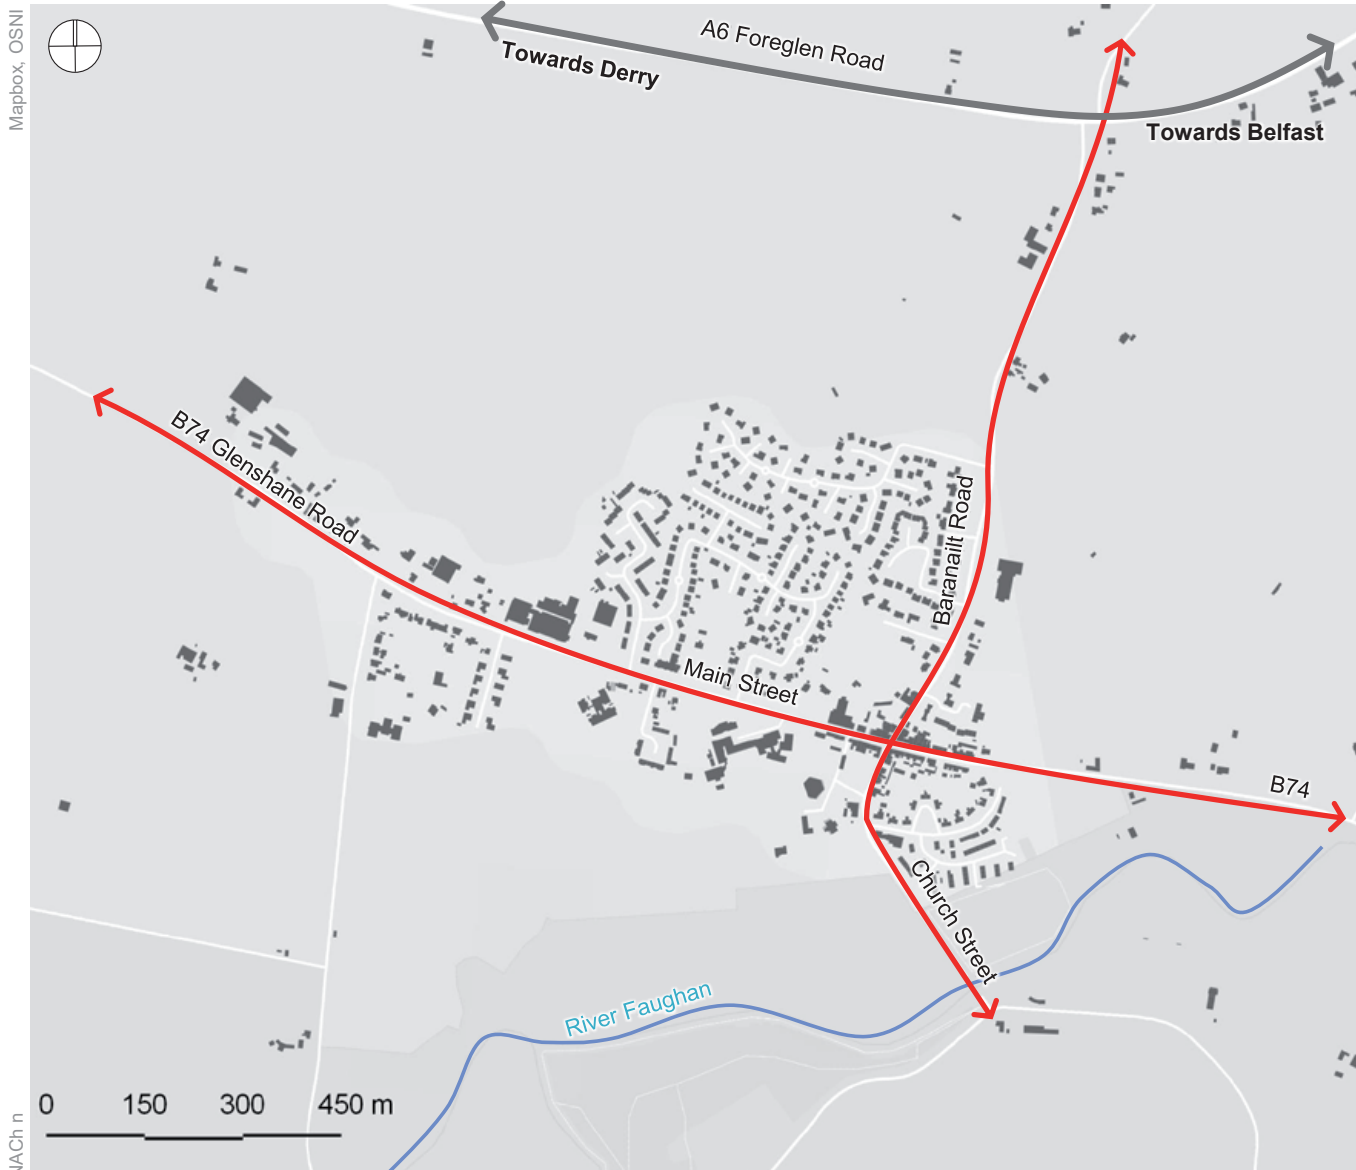 Mapbox, OSNI
A6 Foreglen Road
Towards Derry
Towards Belfast
B74 Glenshane Road
Baranailt Road
Main Street
B74
Church Street
River Faughan
0 150 300 450 m